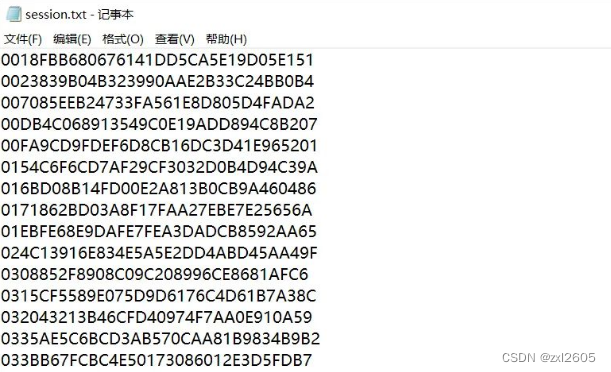 session.txt - 记事本
文件(F) 编辑(E) 格式(O) 查看(V) 帮助(H)
0018FBB680676141DD5CA5E19D05E151
0023839B04B323990AAE2B33C24BB0B4
007085EEB24733FA561E8D805D4FADA2
00DB4C068913549C0E19ADD894C8B207
00FA9CD9FDEF6D8CB16DC3D41E965201
0154C6F6CD7AF29CF3032D0B4D94C39A
016BD08B14FD00E2A813B0CB9A460486
0171862BD03A8F17FAA27EBE7E25656A
01EBFE68E9DAFE7FEA3DADCB8592AA65
024C13916E834E5A5E2DD4ABD45AA49F
0308852F8908C09C208996CE8681AFC6
0315CF5589E075D9D6176C4D61B7A38C
032043213B46CFD40974F7AA0E910A59
0335AE5C6BCD3AB570CAA81B9834B9B2
033BB67FCBC4E50173086012E3D5FDB7
CSDN @zxl2605